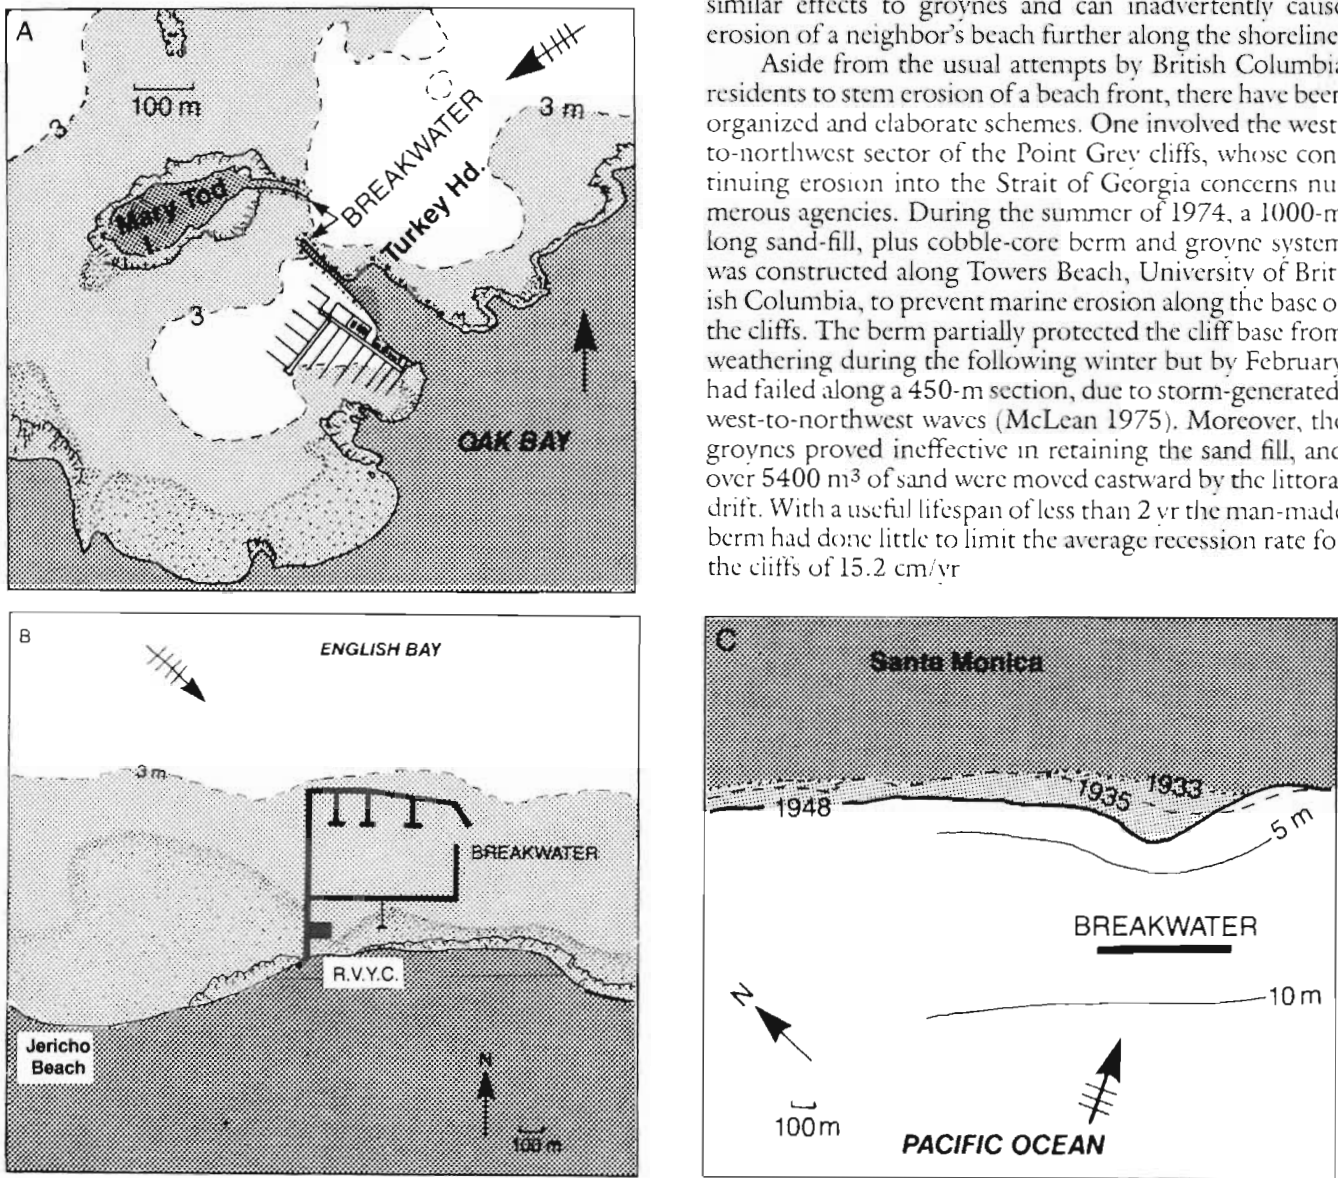 A
100 m
3
3 m
BREAKWATER
Turkey Hd.
Mary Tod
I.
3
OAK BAY
similar effects to groynes and can inadvertently cause
erosion of a neighbor's beach further along the shoreline
Aside from the usual attempts by British Columbia
residents to stem erosion of a beach front, there have been
organized and elaborate schemes. One involved the west-
to-northwest sector of the Point Grey cliffs, whose con-
tinuing erosion into the Strait of Georgia concerns nu-
merous agencies. During the summer of 1974, a 1000-m
long sand-fill, plus cobble-core berm and groyne system
was constructed along Towers Beach, University of Brit-
ish Columbia, to prevent marine erosion along the base of
the cliffs. The berm partially protected the cliff base from
weathering during the following winter but by February
had failed along a 450-m section, due to storm-generated,
west-to-northwest waves (McLean 1975). Moreover, the
groynes proved ineffective in retaining the sand fill, and
over 5400 m³ of sand were moved eastward by the littoral
drift. With a useful lifespan of less than 2 yr the man-made
berm had done little to limit the average recession rate for
the cliffs of 15.2 cm/yr
B
ENGLISH BAY
3 m
BREAKWATER
R.V.Y.C.
Jericho
Beach
N
100 m
C
Santa Monica
1933
1935
1948
5 m
BREAKWATER
10 m
N
100 m
PACIFIC OCEAN